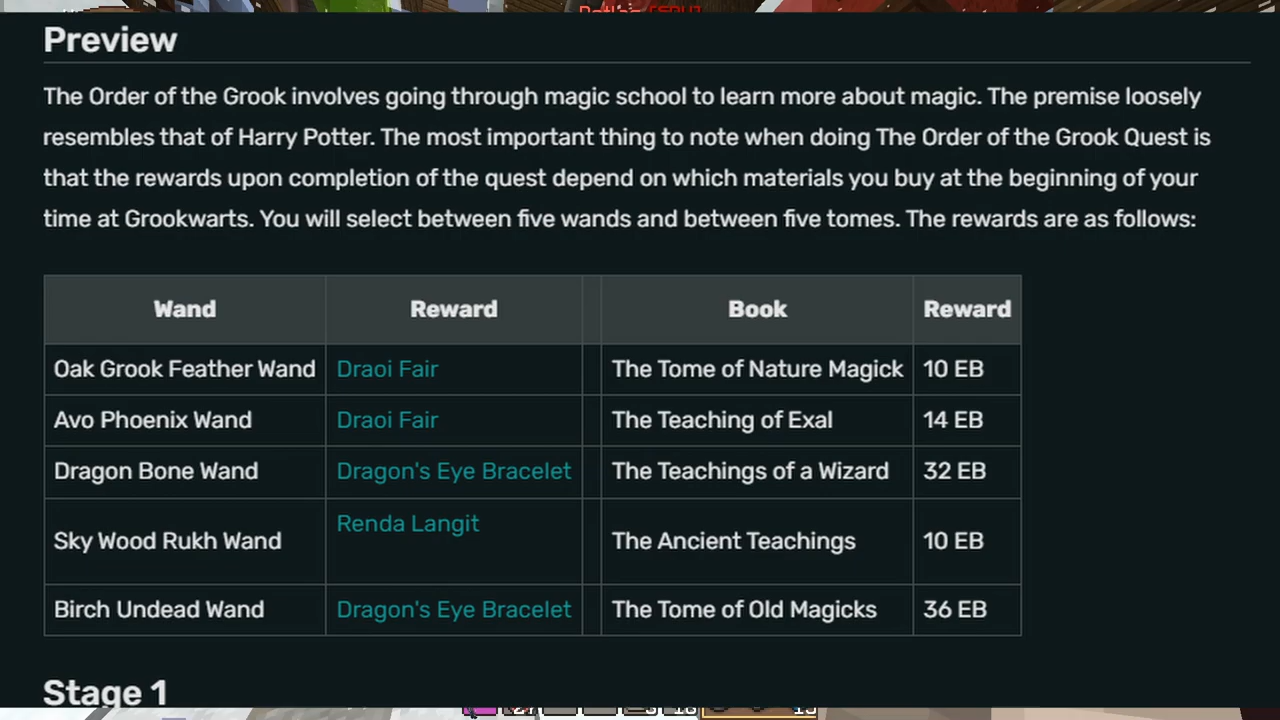 Preview
The Order of the Grook involves going through magic school to learn more about magic. The premise loosely
resembles that of Harry Potter. The most important thing to note when doing The Order of the Grook Quest is
that the rewards upon completion of the quest depend on which materials you buy at the beginning of your
time at Grookwarts. You will select between five wands and between five tomes. The rewards are as follows:
Wand Reward Book Reward
Oak Grook Feather Wand Draoi Fair The Tome of Nature Magick 10 EB
Avo Phoenix Wand Draoi Fair The Teaching of Exal 14 EB
Dragon Bone Wand Dragon's Eye Bracelet The Teachings of a Wizard 32 EB
Sky Wood Rukh Wand Renda Langit The Ancient Teachings 10 EB
Birch Undead Wand Dragon's Eye Bracelet The Tome of Old Magicks 36 EB
Stage 1